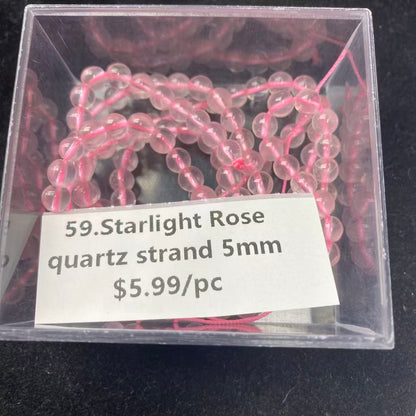 59.Starlight Rose
quartz strand 5mm
$5.99/pc